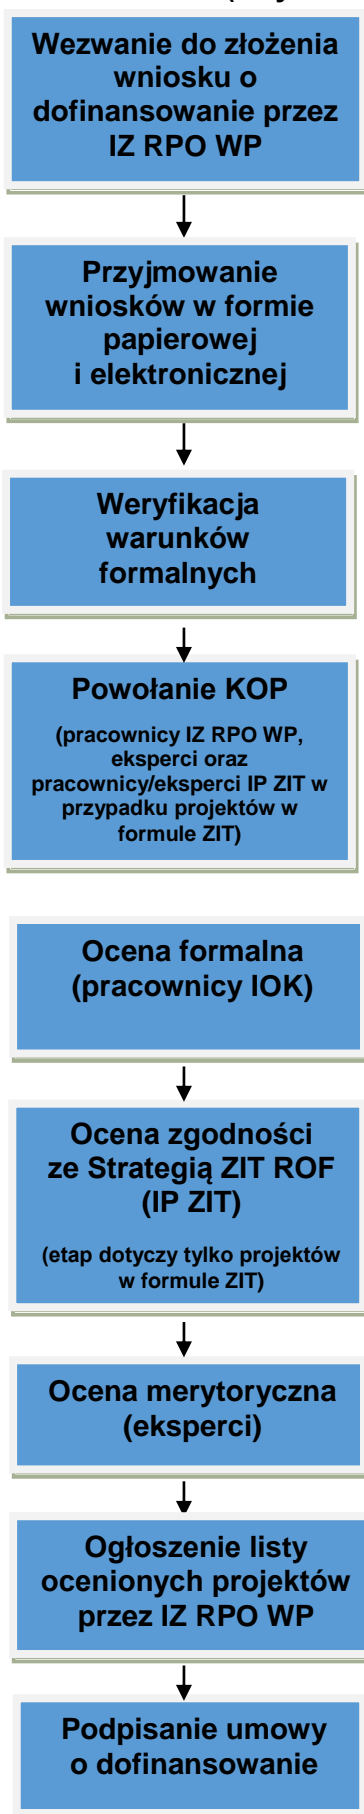 Wezwanie do złożenia
wniosku o
dofinansowanie przez
IZ RPO WP
Przyjmowanie
wniosków w formie
papierowej
i elektronicznej
Weryfikacja
warunków
formalnych
Powołanie KOP
(pracownicy IZ RPO WP,
eksperci oraz
pracownicy/eksperci IP ZIT w
przypadku projektów w
formule ZIT)
Ocena formalna
(pracownicy IOK)
Ocena zgodności
ze Strategią ZIT ROF
(IP ZIT)
(etap dotyczy tylko projektów
w formule ZIT)
Ocena merytoryczna
(eksperci)
Ogłoszenie listy
ocenionych projektów
przez IZ RPO WP
Podpisanie umowy
o dofinansowanie